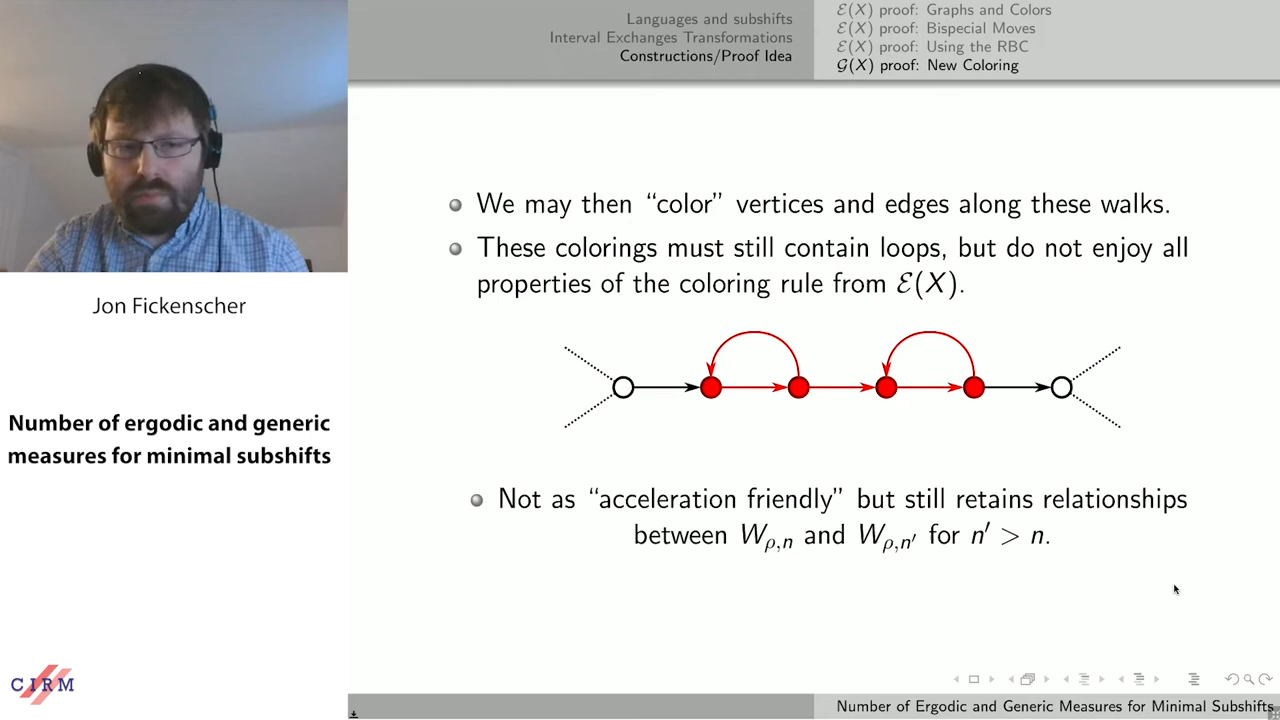 Languages and subshifts
Interval Exchanges Transformations
Constructions/Proof Idea
ℰ(X) proof: Graphs and Colors
ℰ(X) proof: Bispecial Moves
ℰ(X) proof: Using the RBC
𝒢(X) proof: New Coloring
We may then “color” vertices and edges along these walks.
These colorings must still contain loops, but do not enjoy all
properties of the coloring rule from ℰ(X).
Not as “acceleration friendly” but still retains relationships
between Wρ,n and Wρ,n′ for n′ > n.
Jon Fickenscher
Number of ergodic and generic
measures for minimal subshifts
CIRM
Number of Ergodic and Generic Measures for Minimal Subshifts